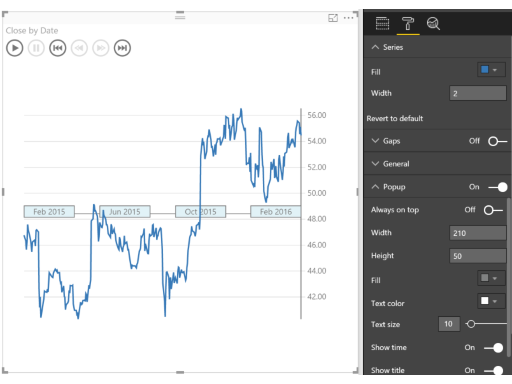 Close by Date
56.00
54.00
52.00
50.00
48.00
46.00
44.00
42.00
Feb 2015
Jun 2015
Oct 2015
Feb 2016
Series
Fill
Width 2
Revert to default
Gaps Off
General
Popup On
Always on top Off
Width 210
Height 50
Fill
Text color
Text size 10
Show time On
Show title On